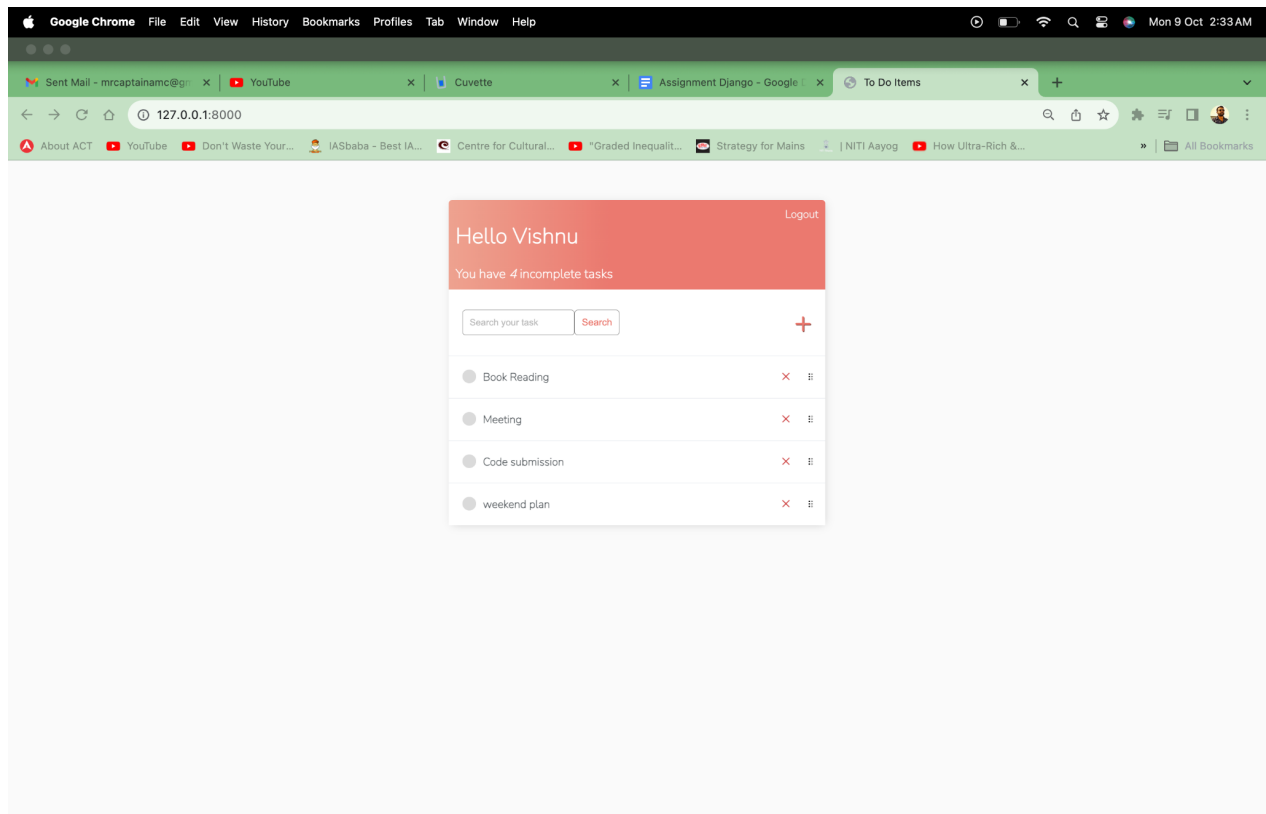 Google Chrome File Edit View History Bookmarks Profiles Tab Window Help Mon 9 Oct 2:33 AM
Sent Mail - mrcaptainamc@gm YouTube Cuvette Assignment Django - Google To Do Items
127.0.0.1:8000
About ACT YouTube Don't Waste Your... IASbaba - Best IA... Centre for Cultural... "Graded Inequalit... Strategy for Mains | NITI Aayog How Ultra-Rich &... » All Bookmarks
Logout
Hello Vishnu
You have 4 incomplete tasks
Search your task Search
Book Reading
Meeting
Code submission
weekend plan